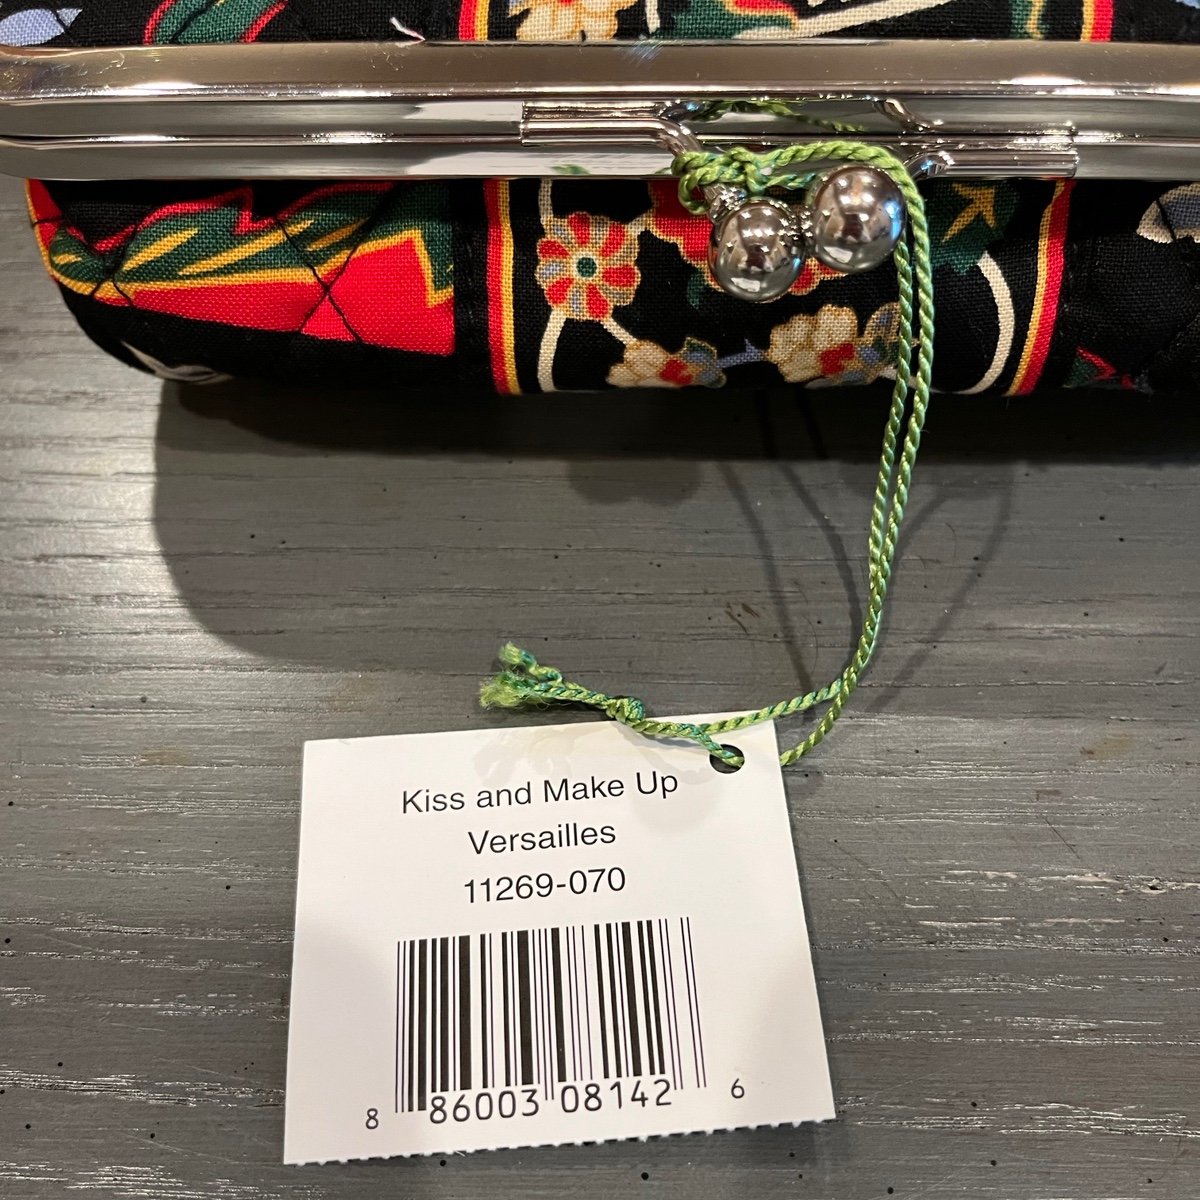 Kiss and Make Up
Versailles
11269-070
8 86003 08142 6